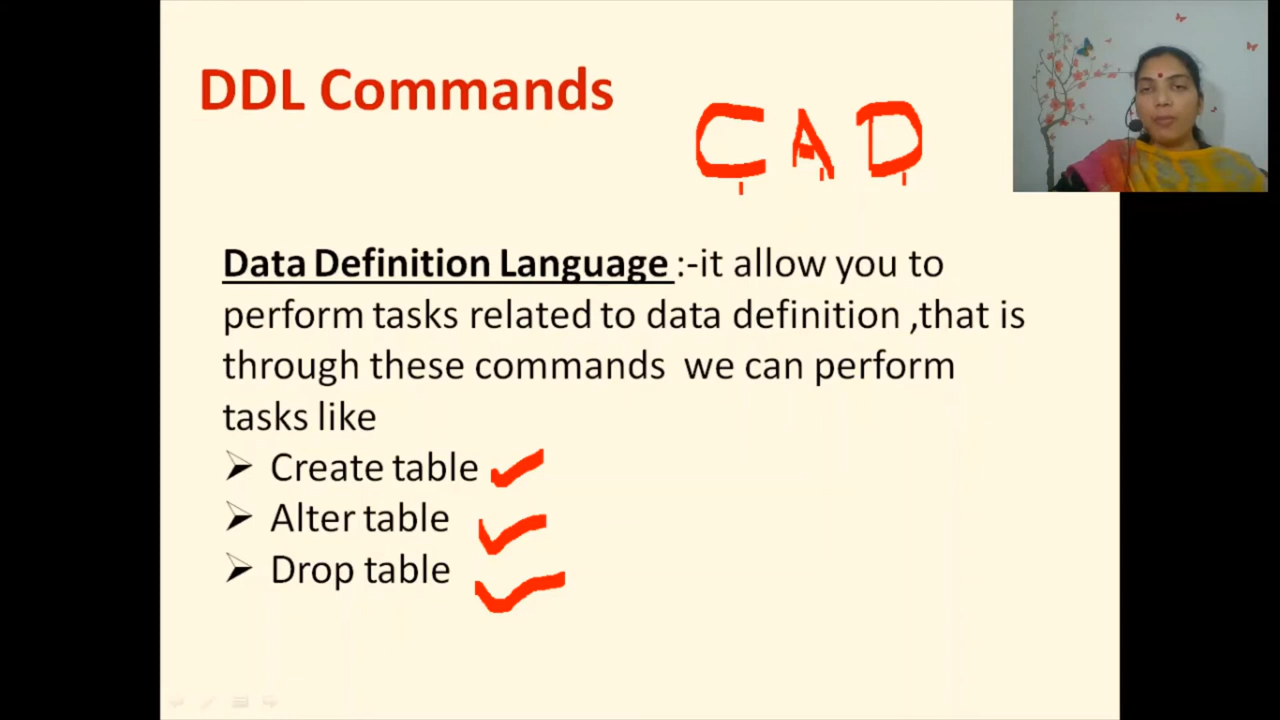 DDL Commands
CAD
Data Definition Language :-it allow you to
perform tasks related to data definition ,that is
through these commands we can perform
tasks like
➢ Create table ✓
➢ Alter table ✓
➢ Drop table ✓